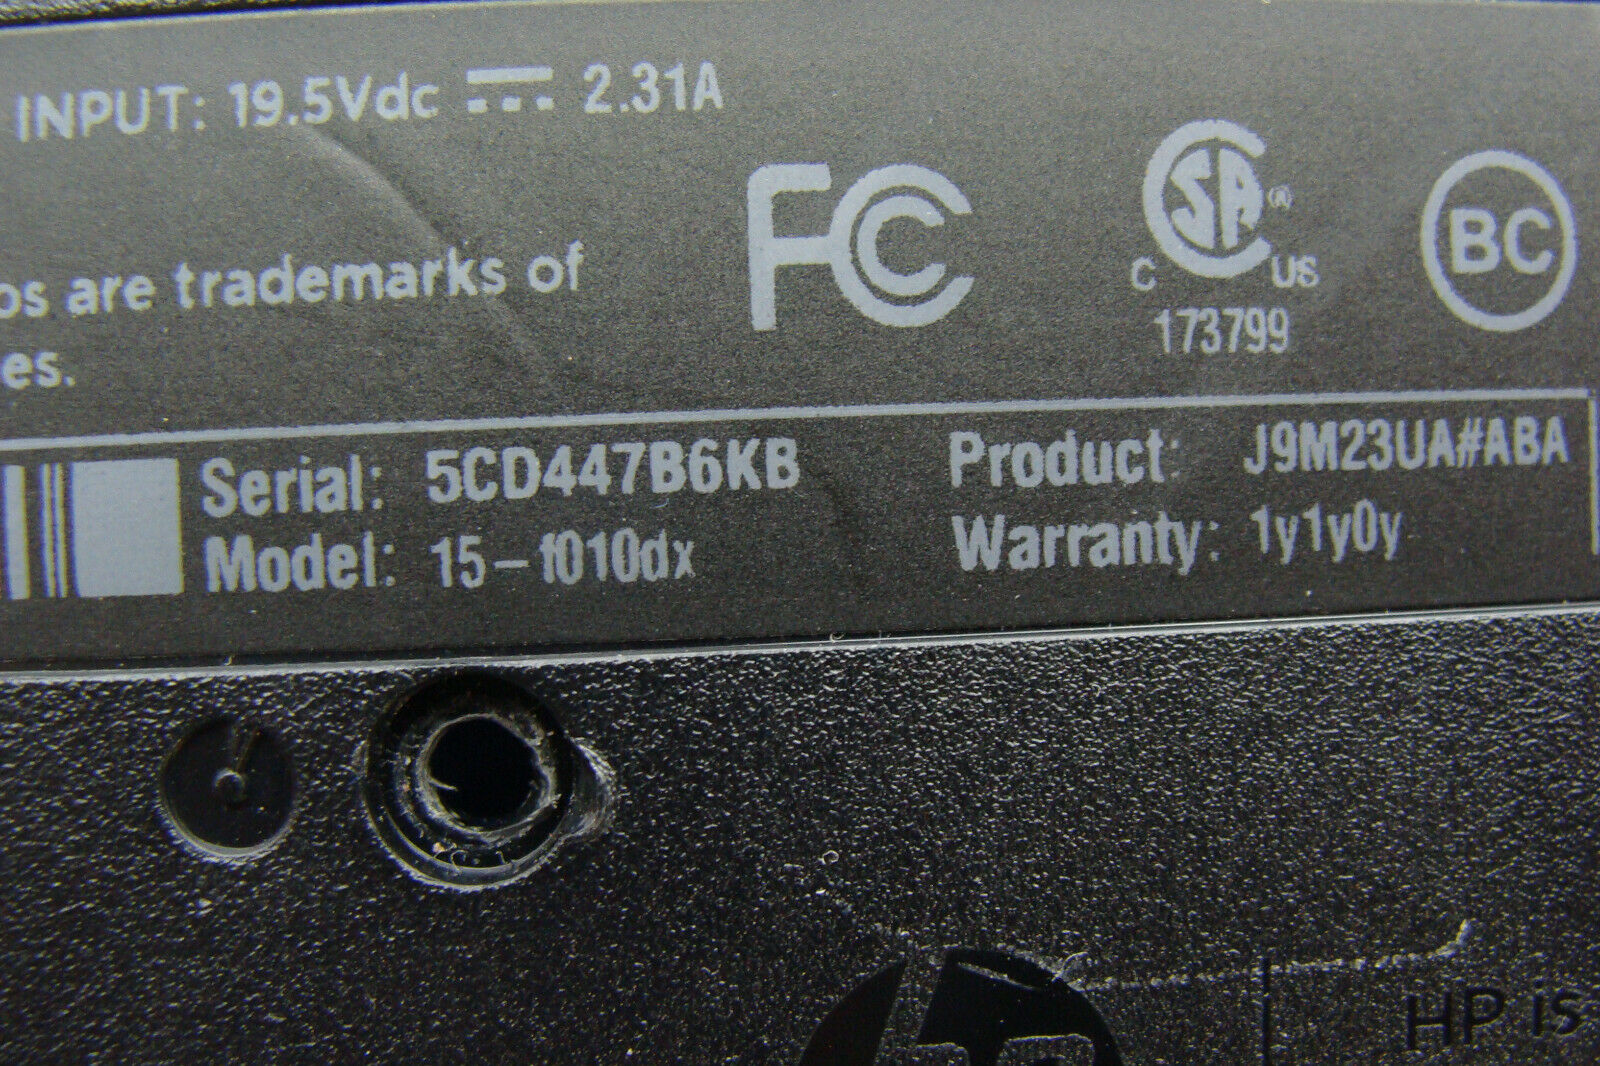 INPUT: 19.5Vdc 2.31A
FC
CSA
C US
173799
BC
os are trademarks of
es.
Serial: 5CD447B6KB Product: J9M23UA#ABA
Model: 15-f010dx Warranty: 1y1y0y
HP is